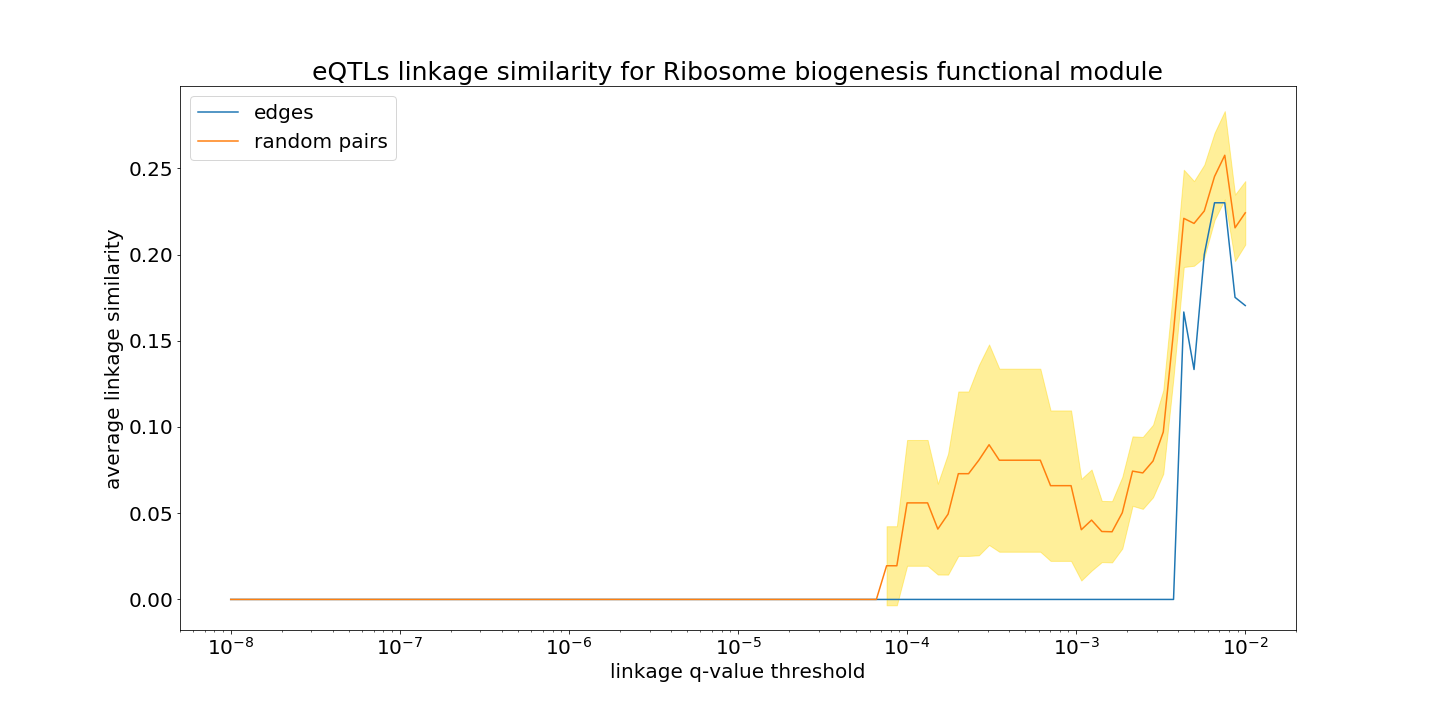 eQTLs linkage similarity for Ribosome biogenesis functional module
edges
random pairs
average linkage similarity
0.25
0.20
0.15
0.10
0.05
0.00
10⁻⁸ 10⁻⁷ 10⁻⁶ 10⁻⁵ 10⁻⁴ 10⁻³ 10⁻²
linkage q-value threshold